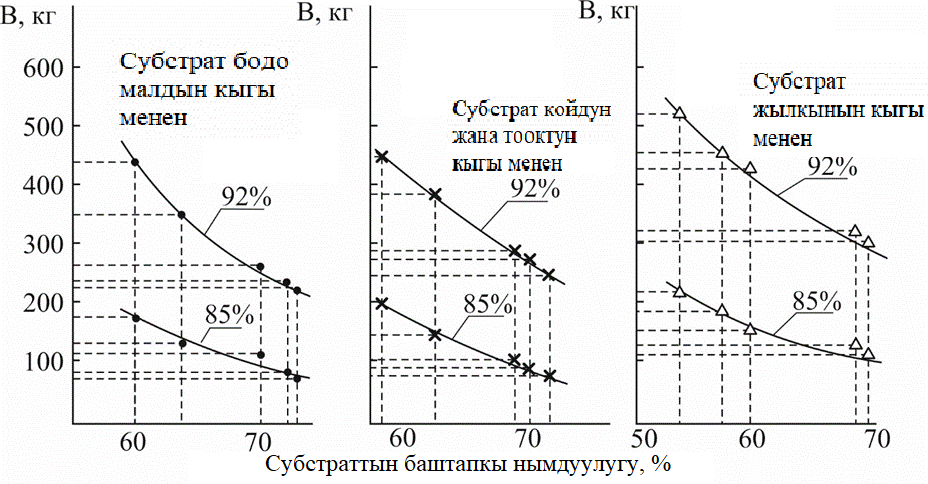 В, кг
В, кг
В, кг
Субстрат бодо
малдын кыгы
менен
Субстрат койдун
жана тооктун
кыгы менен
Субстрат
жылкынын кыгы
менен
600
500
400
300
200
100
92%
85%
92%
85%
92%
85%
60
70
60
70
50
60
70
Субстраттын баштапкы нымдуулугу, %